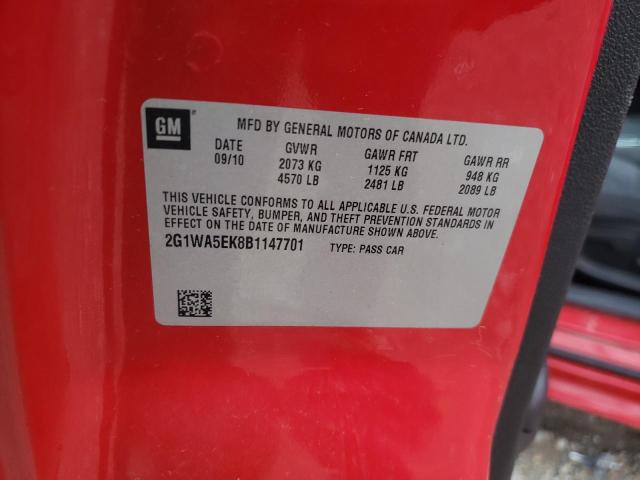 GM
MFD BY GENERAL MOTORS OF CANADA LTD.
DATE GVWR GAWR FRT GAWR RR
09/10 2073 KG 1125 KG 948 KG
4570 LB 2481 LB 2089 LB
THIS VEHICLE CONFORMS TO ALL APPLICABLE U.S. FEDERAL MOTOR
VEHICLE SAFETY, BUMPER, AND THEFT PREVENTION STANDARDS IN
EFFECT ON THE DATE OF MANUFACTURE SHOWN ABOVE.
2G1WA5EK8B1147701 TYPE: PASS CAR